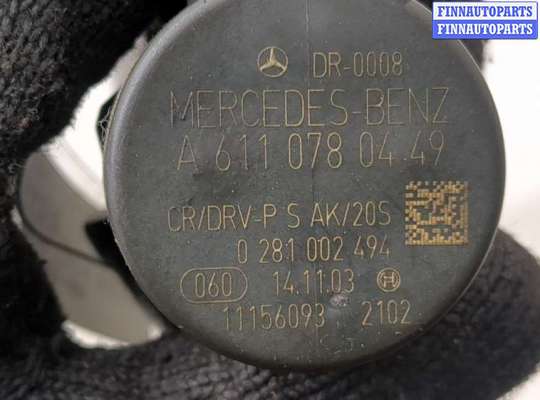 FINNAUTOPARTS
FINNAUTOPARTS
DR-0008
MERCEDES-BENZ
A 611 078 04 49
CR/DRV-P S AK/20S
0 281 002 494
060 14.11.03
11156093 2102